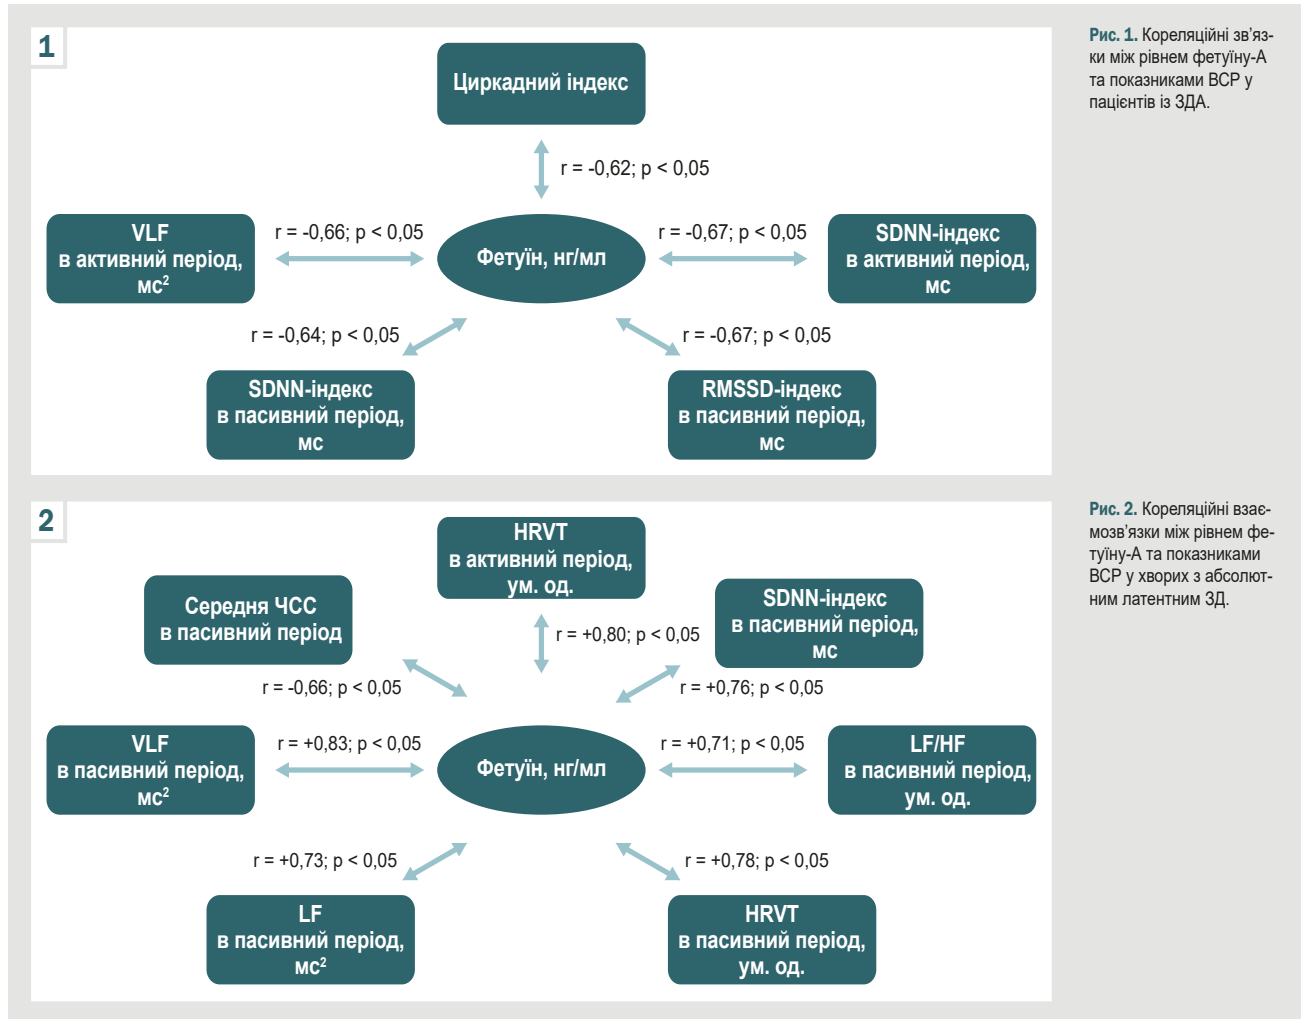 1
Циркадний індекс
r = -0,62; p < 0,05
VLF
в активний період,
мс²
r = -0,66; p < 0,05
Фетуїн, нг/мл
r = -0,67; p < 0,05
SDNN-індекс
в активний період,
мс
r = -0,64; p < 0,05
r = -0,67; p < 0,05
SDNN-індекс
в пасивний період,
мс
RMSSD-індекс
в пасивний період,
мс
Рис. 1. Кореляційні зв’яз-
ки між рівнем фетуїну-А
та показниками ВСР у
пацієнтів із ЗДА.
2
HRVT
в активний період,
ум. од.
Середня ЧСС
в пасивний період
SDNN-індекс
в пасивний період,
мс
r = +0,80; p < 0,05
r = -0,66; p < 0,05
r = +0,76; p < 0,05
VLF
в пасивний період,
мс²
r = +0,83; p < 0,05
Фетуїн, нг/мл
r = +0,71; p < 0,05
LF/HF
в пасивний період,
ум. од.
r = +0,73; p < 0,05
r = +0,78; p < 0,05
LF
в пасивний період,
мс²
HRVT
в пасивний період,
ум. од.
Рис. 2. Кореляційні взає-
мозв’язки між рівнем фе-
туїну-А та показниками
ВСР у хворих з абсолют-
ним латентним ЗД.